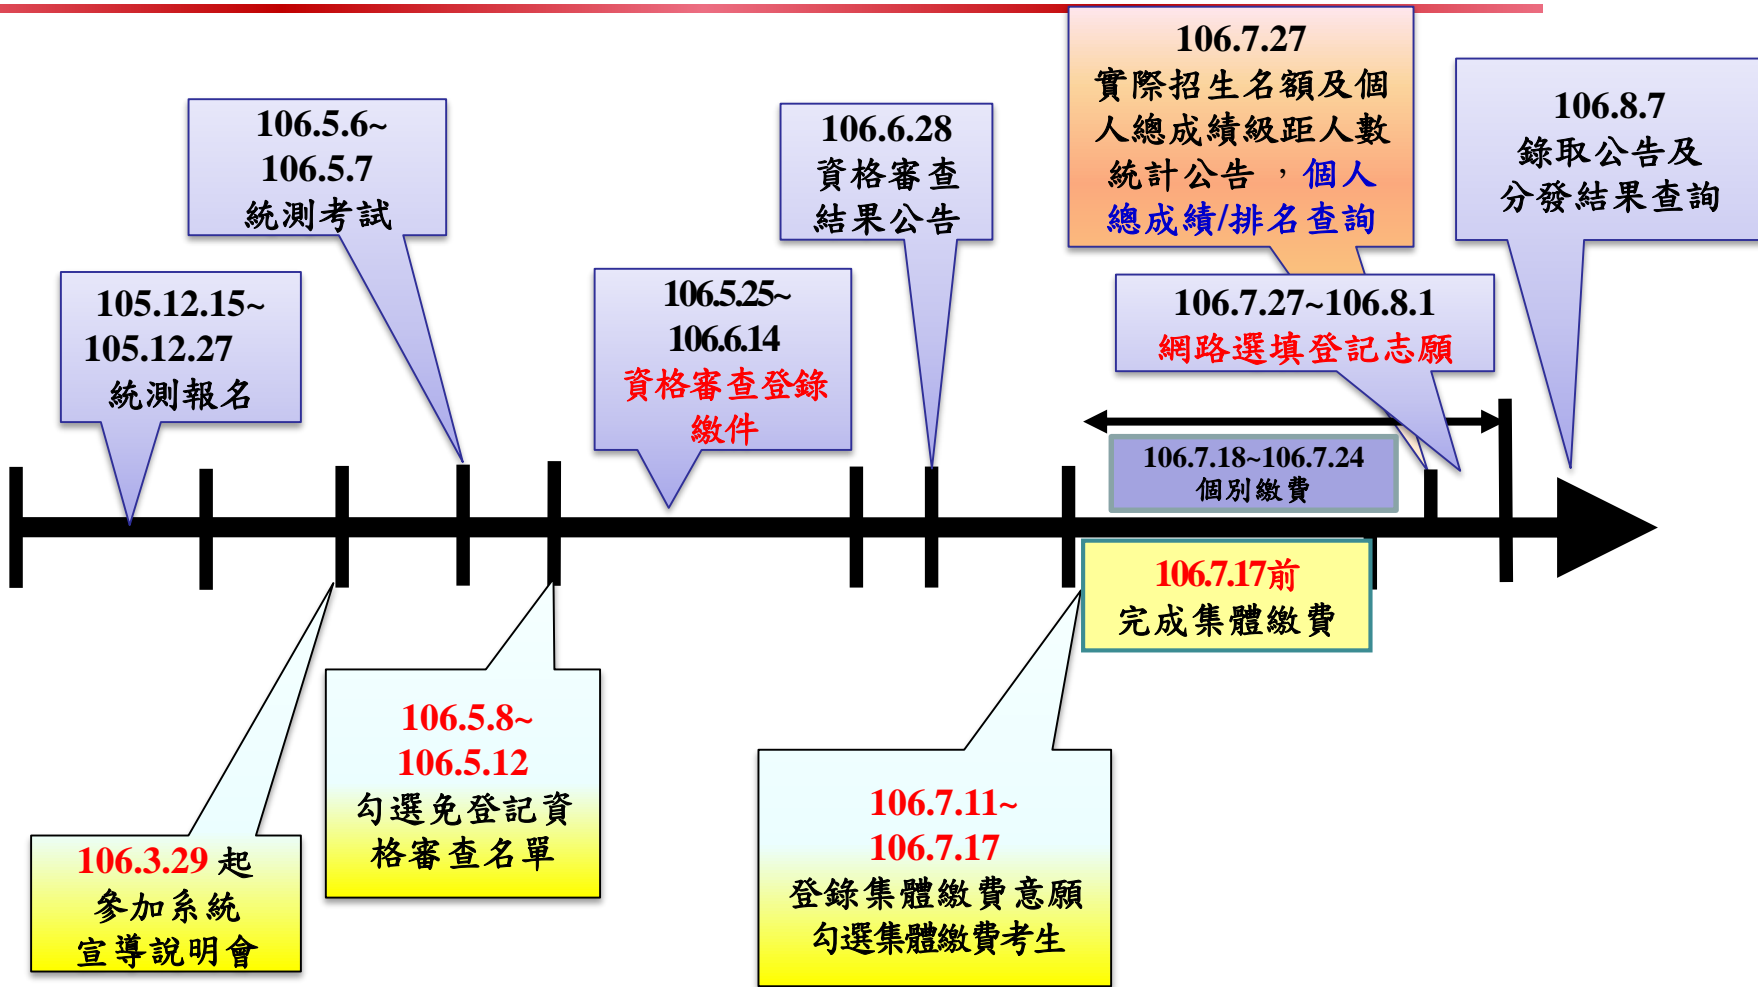 106.7.27
實際招生名額及個
人總成績級距人數
統計公告，個人
總成績/排名查詢
106.8.7
錄取公告及
分發結果查詢
106.5.6~
106.5.7
統測考試
106.6.28
資格審查
結果公告
105.12.15~
105.12.27
統測報名
106.5.25~
106.6.14
資格審查登錄
繳件
106.7.27~106.8.1
網路選填登記志願
106.7.18~106.7.24
個別繳費
106.7.17前
完成集體繳費
106.5.8~
106.5.12
勾選免登記資
格審查名單
106.7.11~
106.7.17
登錄集體繳費意願
勾選集體繳費考生
106.3.29 起
參加系統
宣導說明會